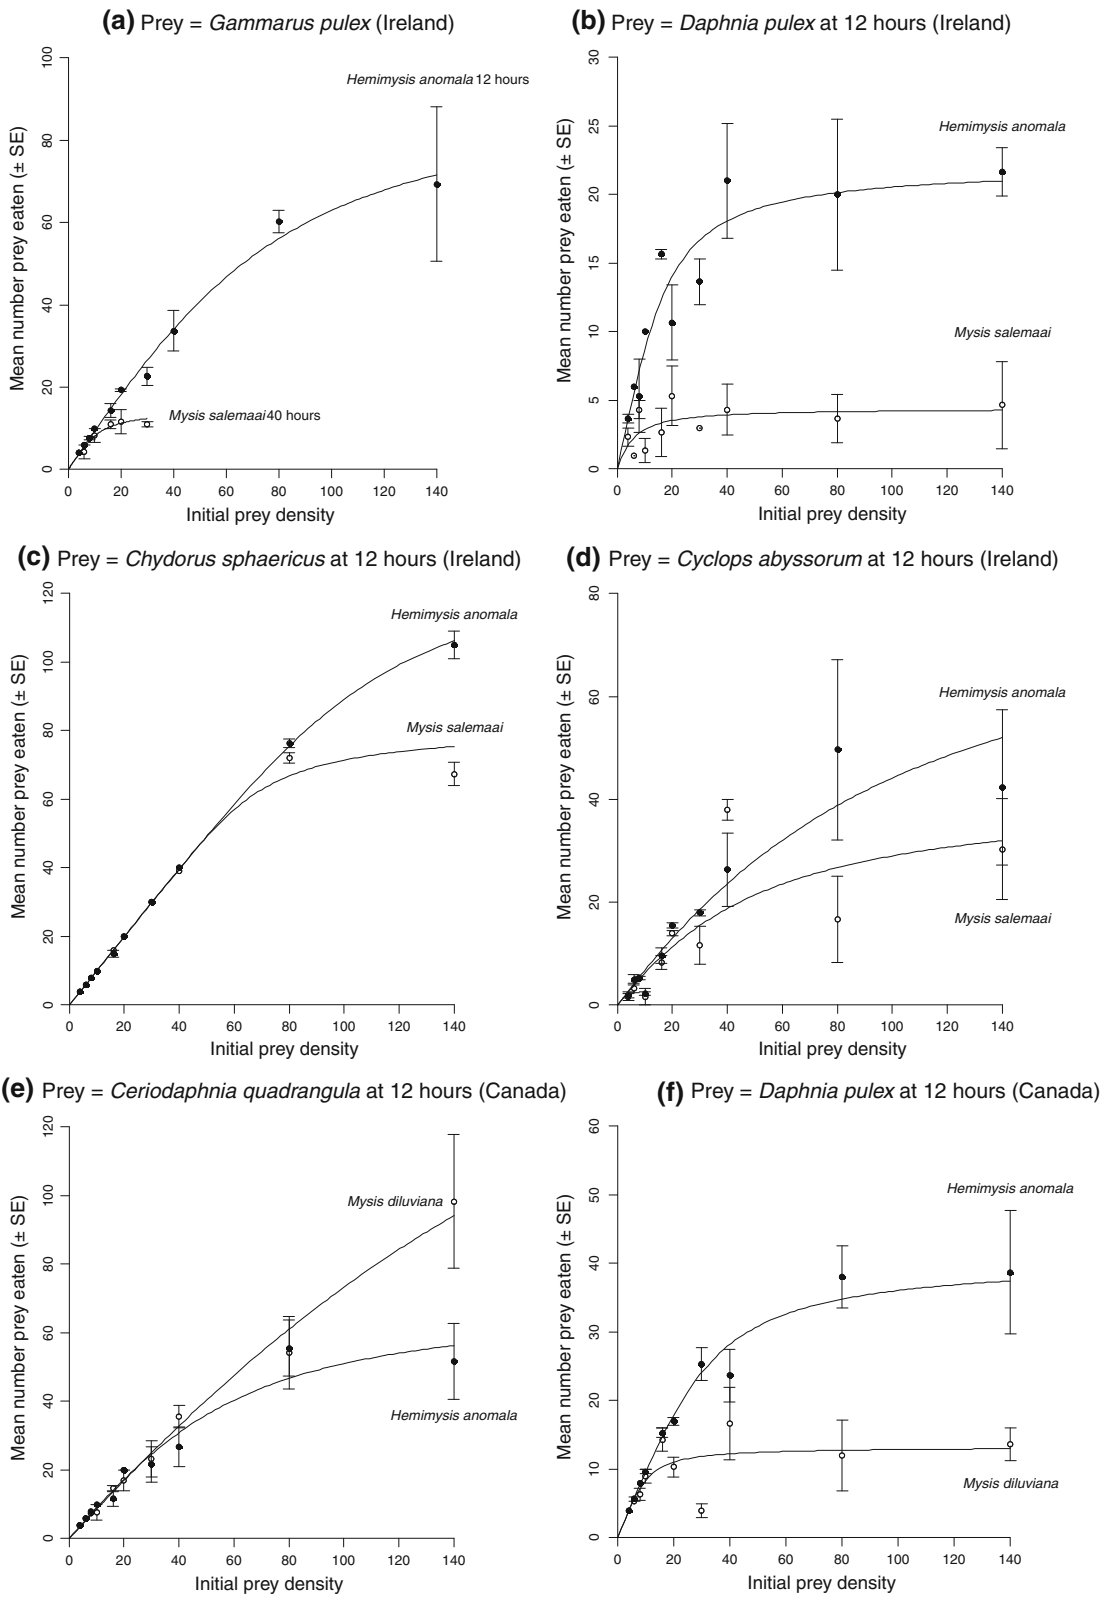 (a) Prey = Gammarus pulex (Ireland)
Mean number prey eaten (± SE)
100
80
60
40
20
0
Hemimysis anomala 12 hours
Mysis salemaai 40 hours
0 20 40 60 80 100 120 140
Initial prey density
(b) Prey = Daphnia pulex at 12 hours (Ireland)
Mean number prey eaten (± SE)
30
25
20
15
10
5
0
Hemimysis anomala
Mysis salemaai
0 20 40 60 80 100 120 140
Initial prey density
(c) Prey = Chydorus sphaericus at 12 hours (Ireland)
Mean number prey eaten (± SE)
120
100
80
60
40
20
0
Hemimysis anomala
Mysis salemaai
0 20 40 60 80 100 120 140
Initial prey density
(d) Prey = Cyclops abyssorum at 12 hours (Ireland)
Mean number prey eaten (± SE)
80
60
40
20
0
Hemimysis anomala
Mysis salemaai
0 20 40 60 80 100 120 140
Initial prey density
(e) Prey = Ceriodaphnia quadrangula at 12 hours (Canada)
Mean number prey eaten (± SE)
120
100
80
60
40
20
0
Mysis diluviana
Hemimysis anomala
0 20 40 60 80 100 120 140
Initial prey density
(f) Prey = Daphnia pulex at 12 hours (Canada)
Mean number prey eaten (± SE)
60
50
40
30
20
10
0
Hemimysis anomala
Mysis diluviana
0 20 40 60 80 100 120 140
Initial prey density